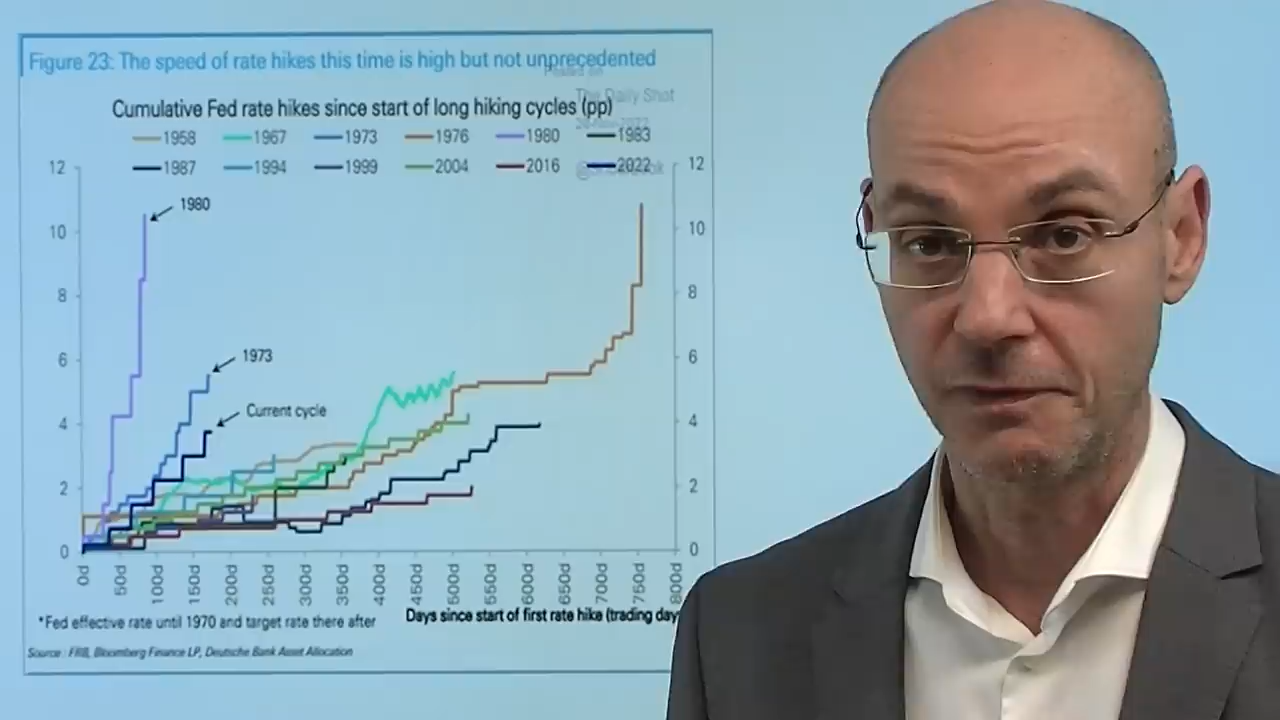 Figure 23: The speed of rate hikes this time is high but not unprecedented
Posted on
The Daily Shot
Cumulative Fed rate hikes since start of long hiking cycles (pp)
1958 1967 1973 1976 1980 1983
1987 1994 1999 2004 2016 2022
12 12
1980
10 10
8 8
1973
6 6
Current cycle
4 4
2 2
0 0
0d 50d 100d 150d 200d 250d 300d 350d 400d 450d 500d 550d 600d 650d 700d 750d 800d
*Fed effective rate until 1970 and target rate there after
Days since start of first rate hike (trading day
Source: FRB, Bloomberg Finance LP, Deutsche Bank Asset Allocation